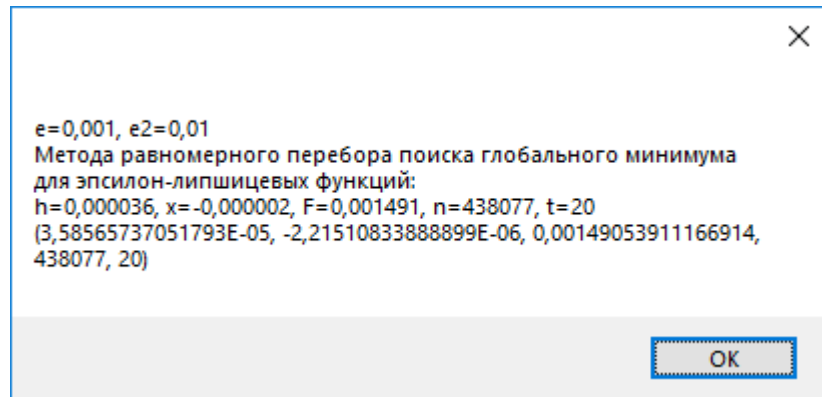 e=0,001, e2=0,01
Метода равномерного перебора поиска глобального минимума
для эпсилон-липшицевых функций:
h=0,000036, x=-0,000002, F=0,001491, n=438077, t=20
(3,58565737051793E-05, -2,21510833888899E-06, 0,00149053911166914,
438077, 20)
OK